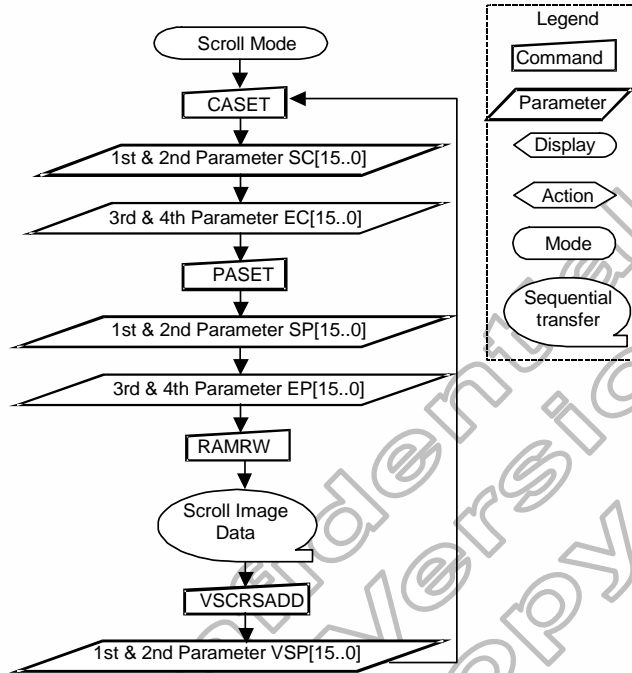 Scroll Mode
CASET
1st & 2nd Parameter SC[15..0]
3rd & 4th Parameter EC[15..0]
PASET
1st & 2nd Parameter SP[15..0]
3rd & 4th Parameter EP[15..0]
RAMRW
Scroll Image
Data
VSCRSADD
1st & 2nd Parameter VSP[15..0]
Legend
Command
Parameter
Display
Action
Mode
Sequential
transfer